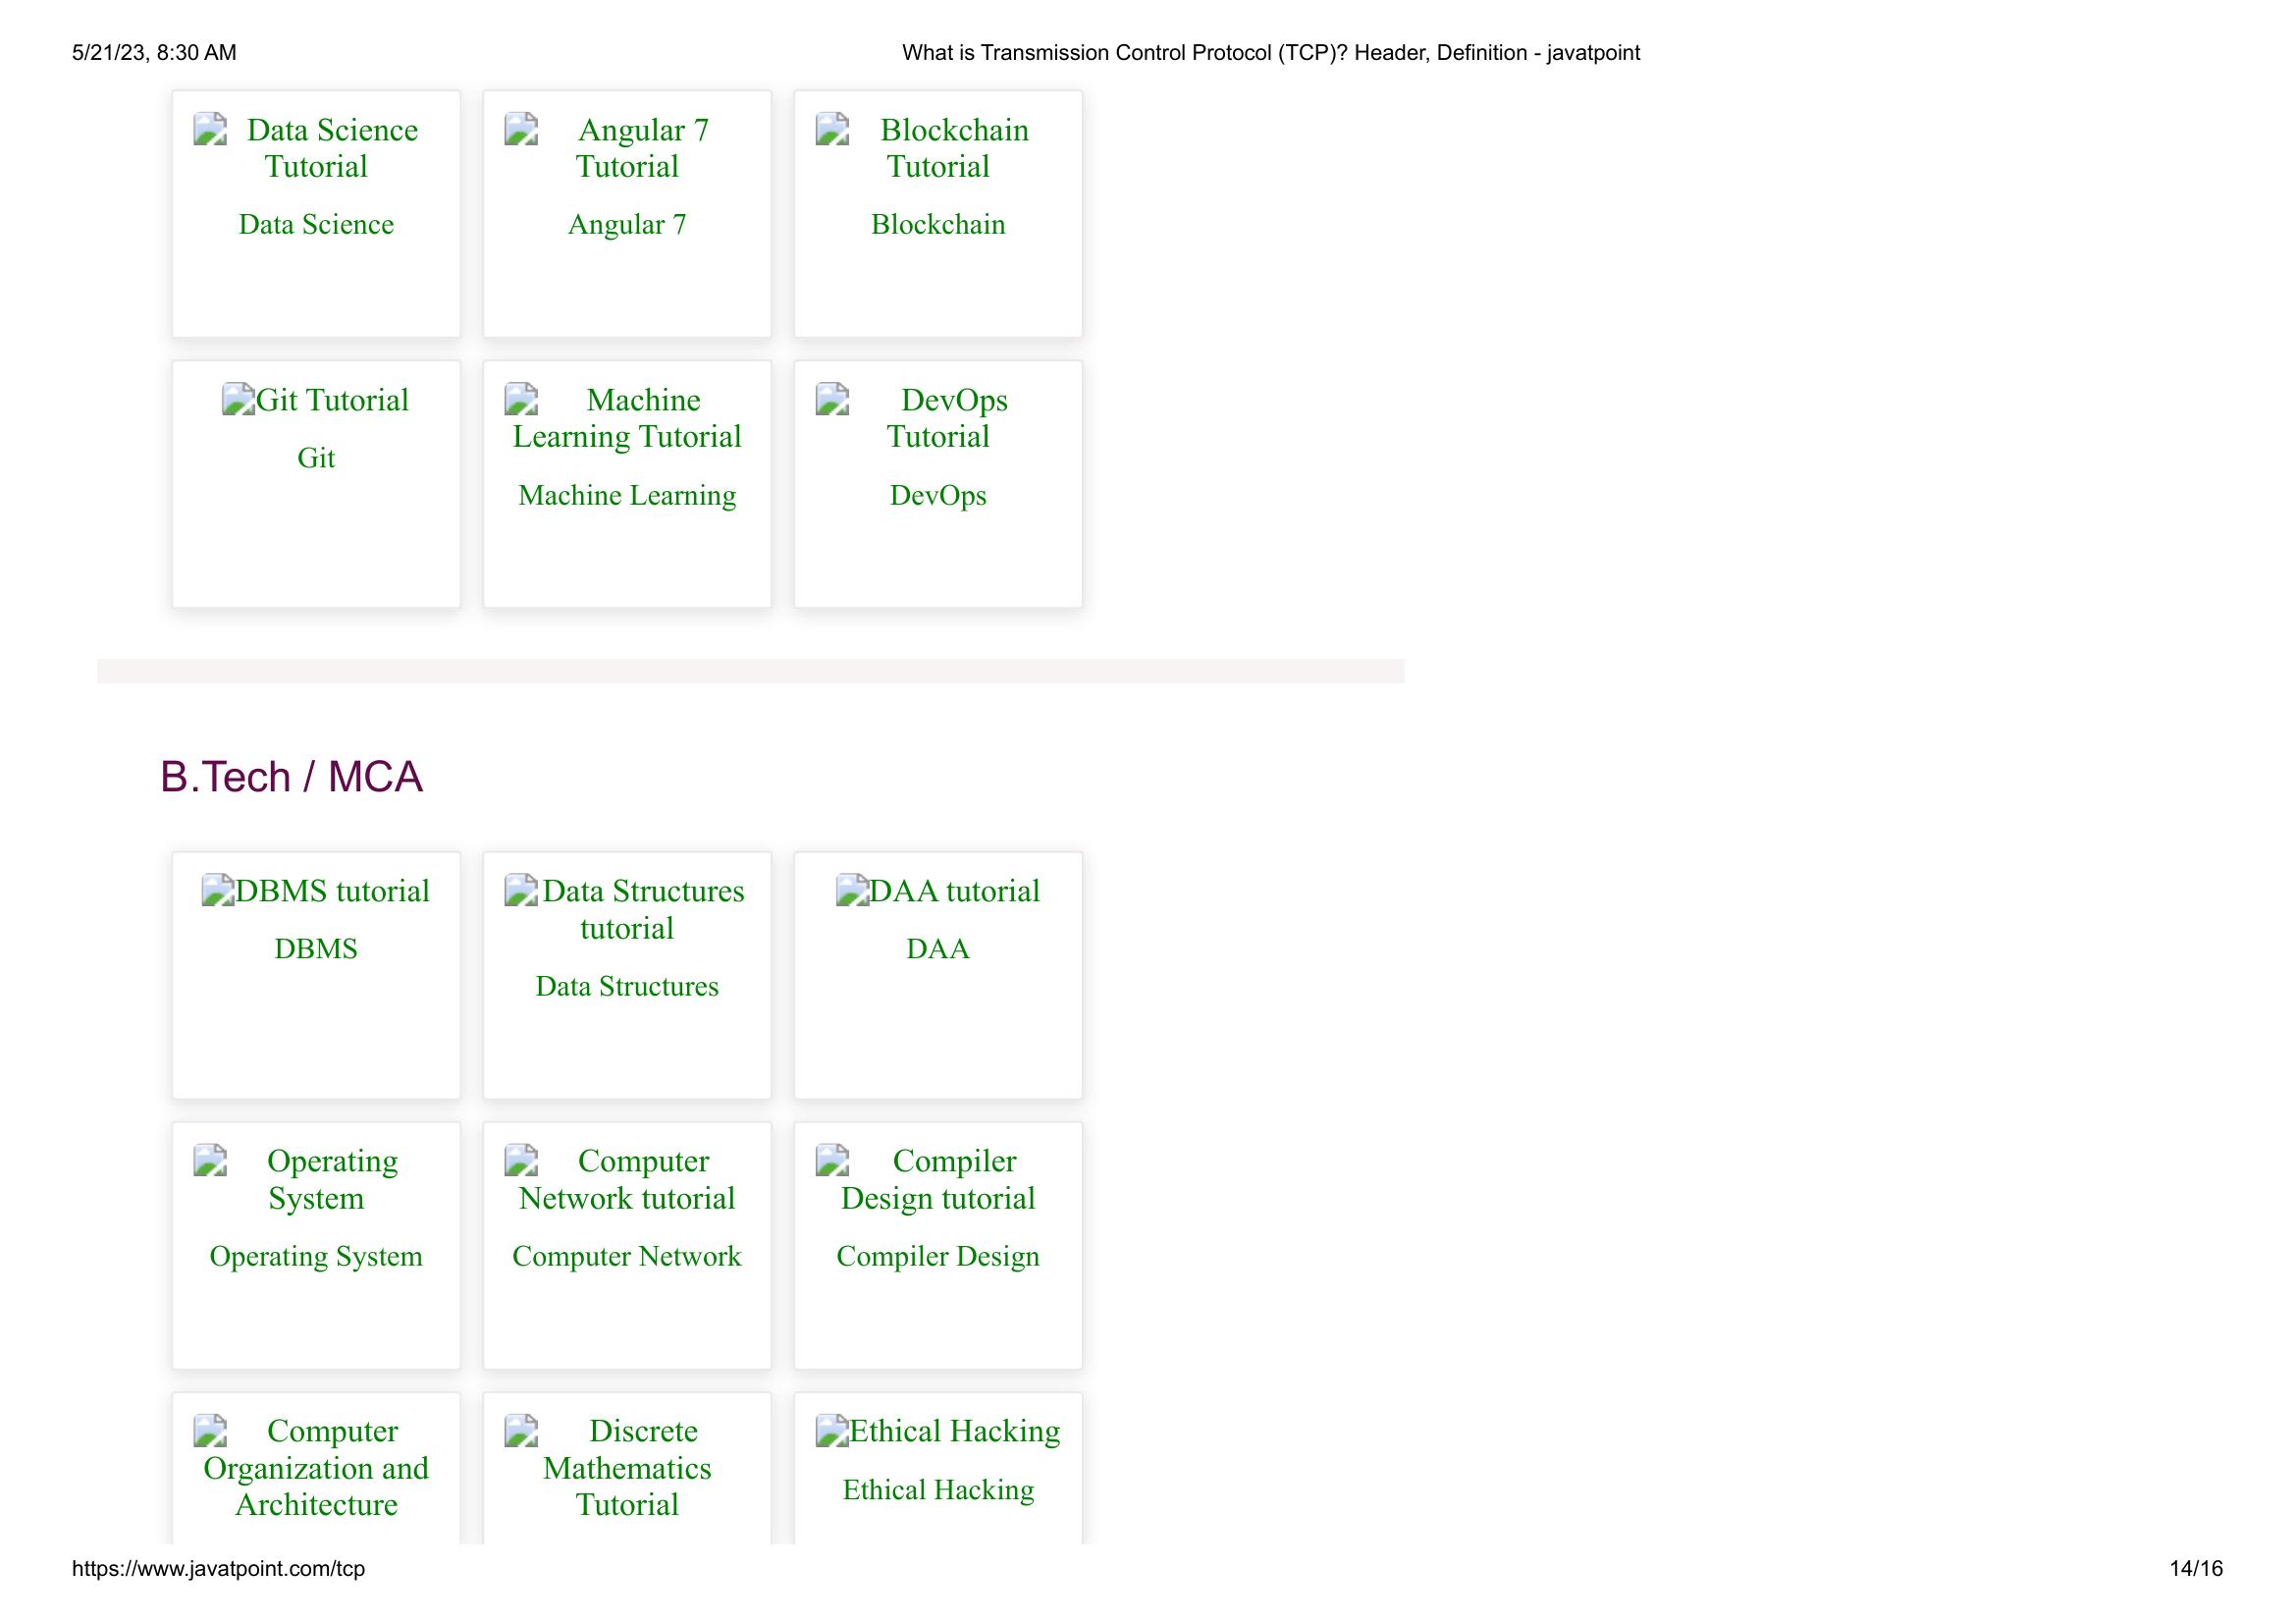 5/21/23, 8:30 AM
What is Transmission Control Protocol (TCP)? Header, Definition - javatpoint
Data Science
Tutorial
Data Science
Angular 7
Tutorial
Angular 7
Blockchain
Tutorial
Blockchain
Git Tutorial
Git
Machine
Learning Tutorial
Machine Learning
DevOps
Tutorial
DevOps
B.Tech / MCA
DBMS tutorial
DBMS
Data Structures
tutorial
Data Structures
DAA tutorial
DAA
Operating
System
Operating System
Computer
Network tutorial
Computer Network
Compiler
Design tutorial
Compiler Design
Computer
Organization and
Architecture
Discrete
Mathematics
Tutorial
Ethical Hacking
Ethical Hacking
https://www.javatpoint.com/tcp
14/16